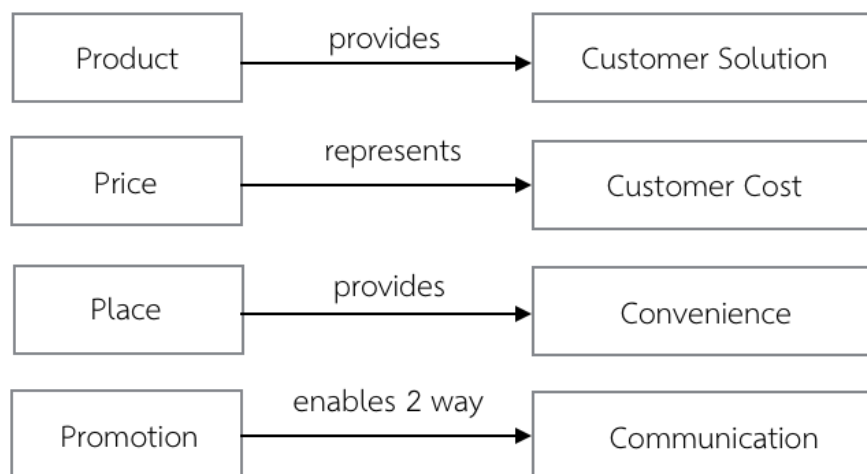 Product
provides
Customer Solution
Price
represents
Customer Cost
Place
provides
Convenience
Promotion
enables 2 way
Communication